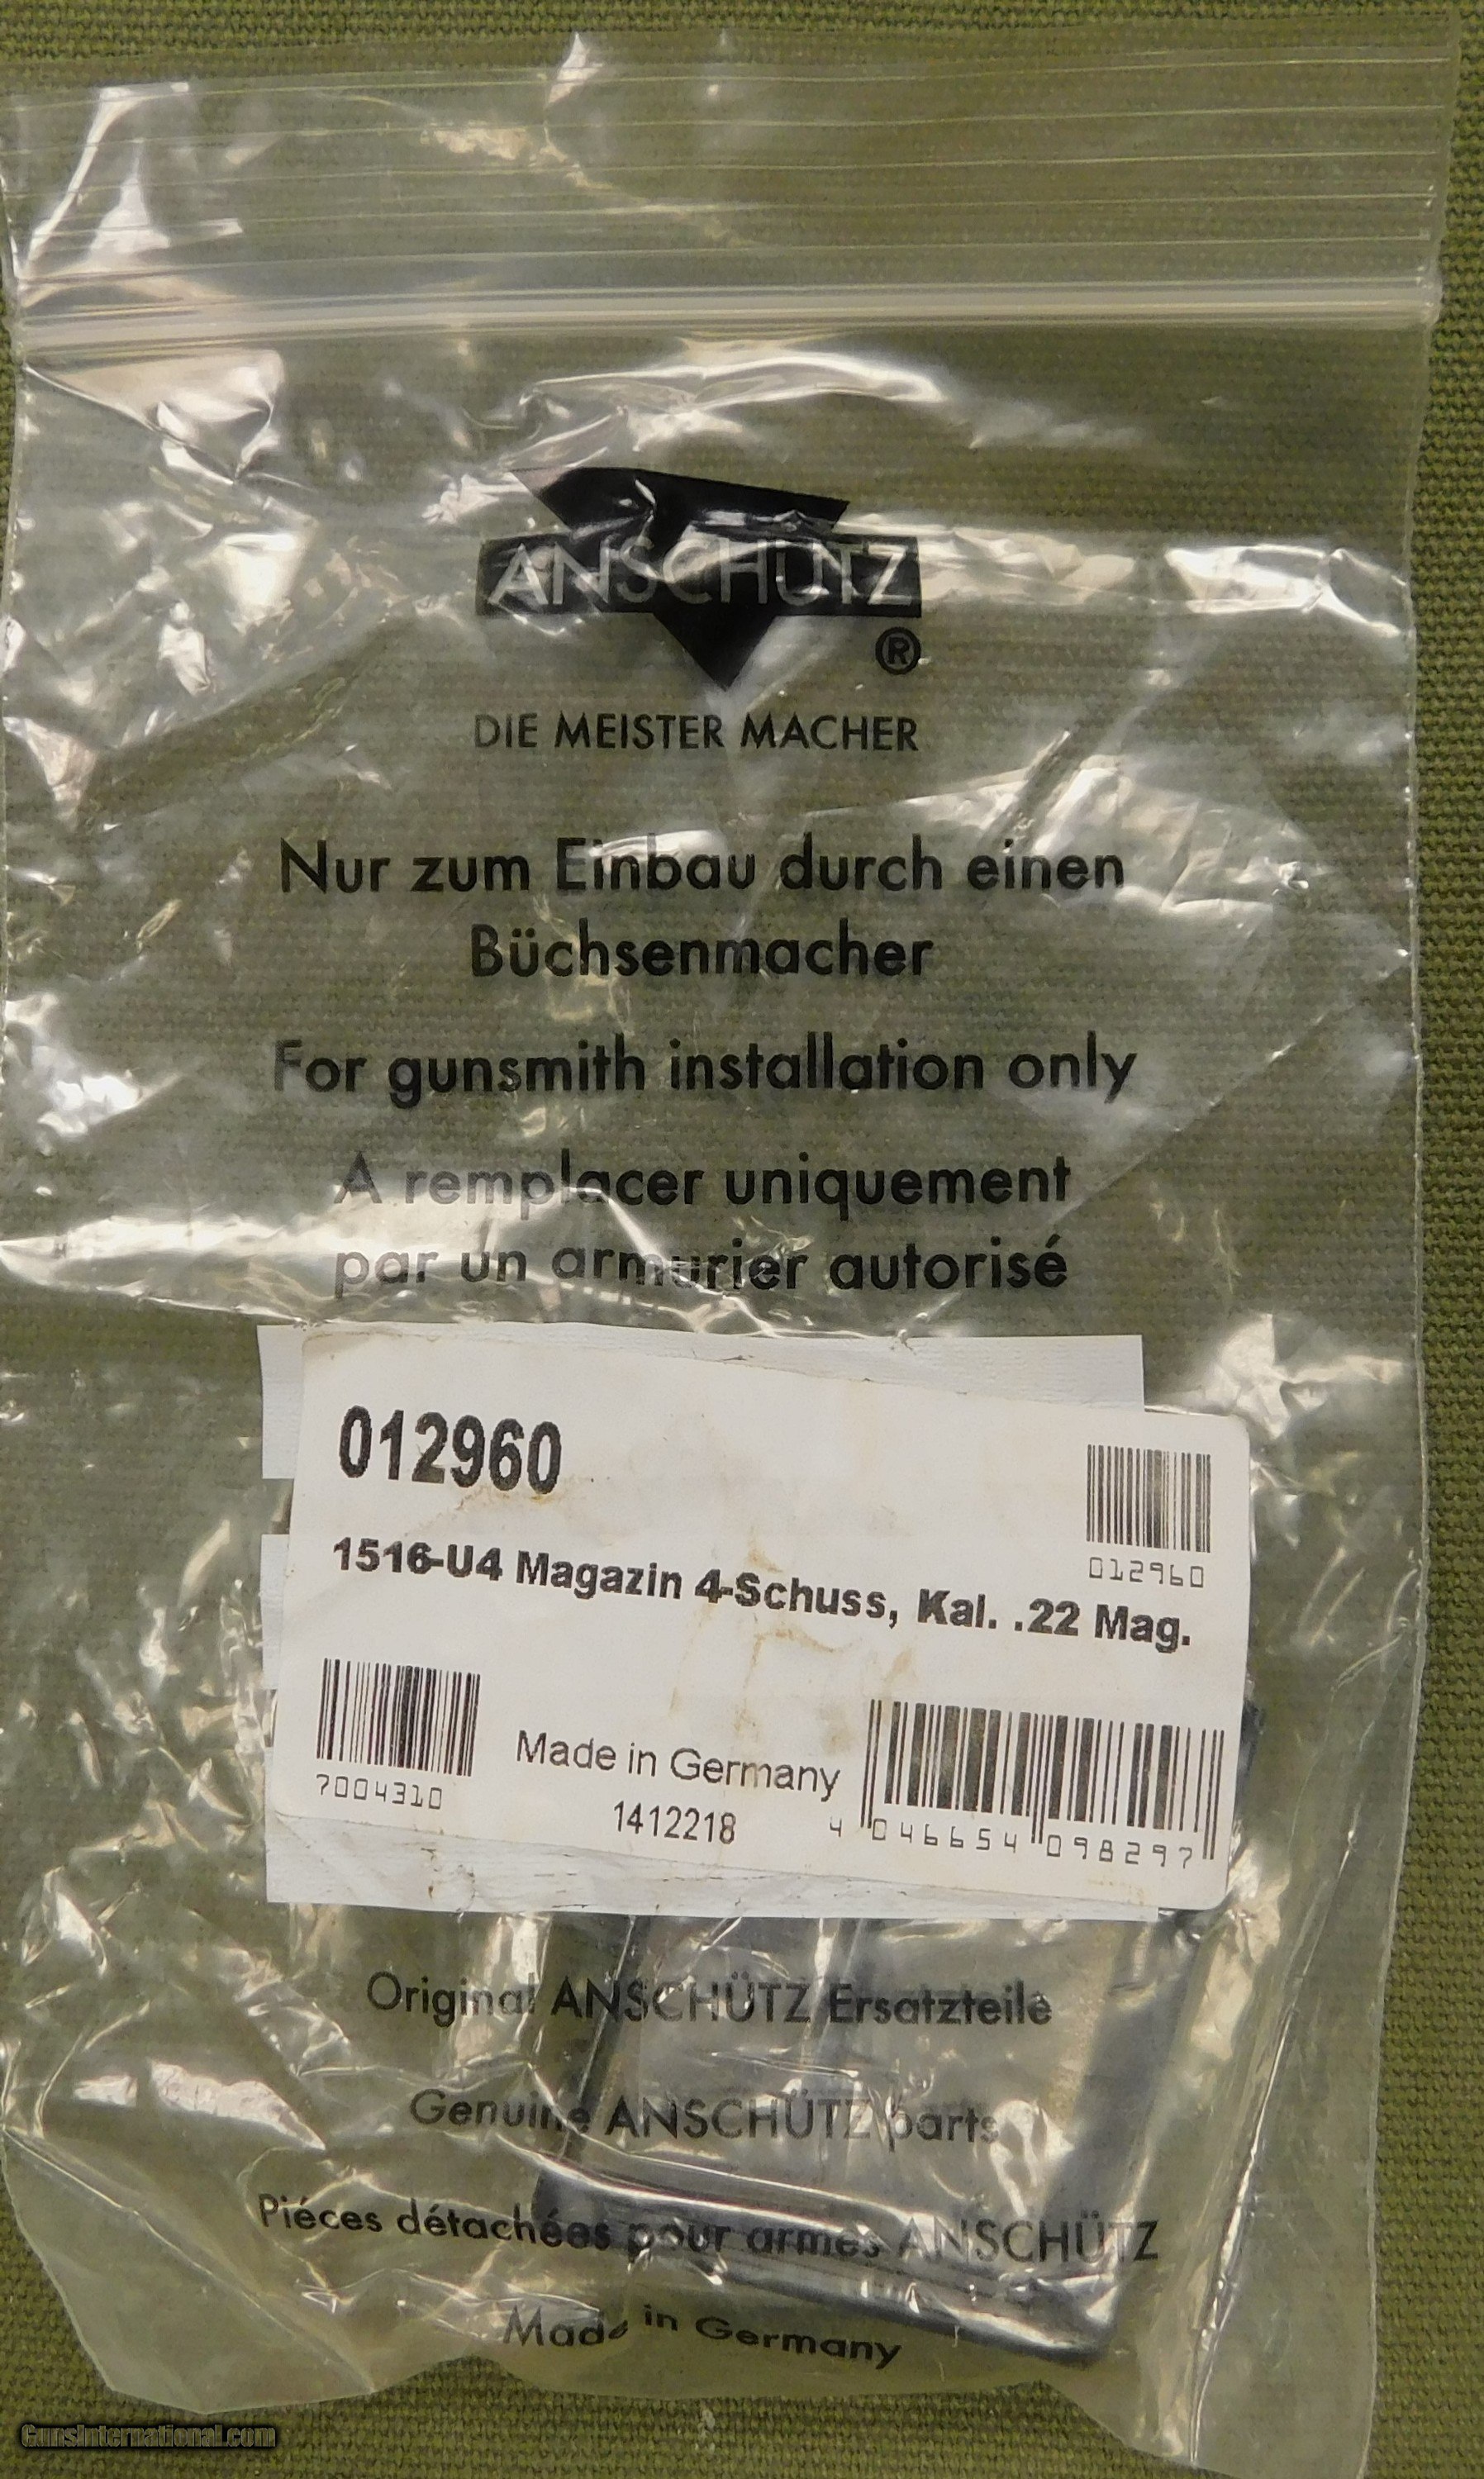 ANSCHÜTZ
®
DIE MEISTER MACHER
Nur zum Einbau durch einen
Büchsenmacher
For gunsmith installation only
A remplacer uniquement
par un armurier autorisé
012960
012960
1516-U4 Magazin 4-Schuss, Kal. .22 Mag.
7004310
Made in Germany
1412218
4 046654 098297
Original ANSCHÜTZ Ersatzteile
Genuine ANSCHÜTZ parts
Piéces détachées pour armes ANSCHÜTZ
Made in Germany
GunsInternational.com